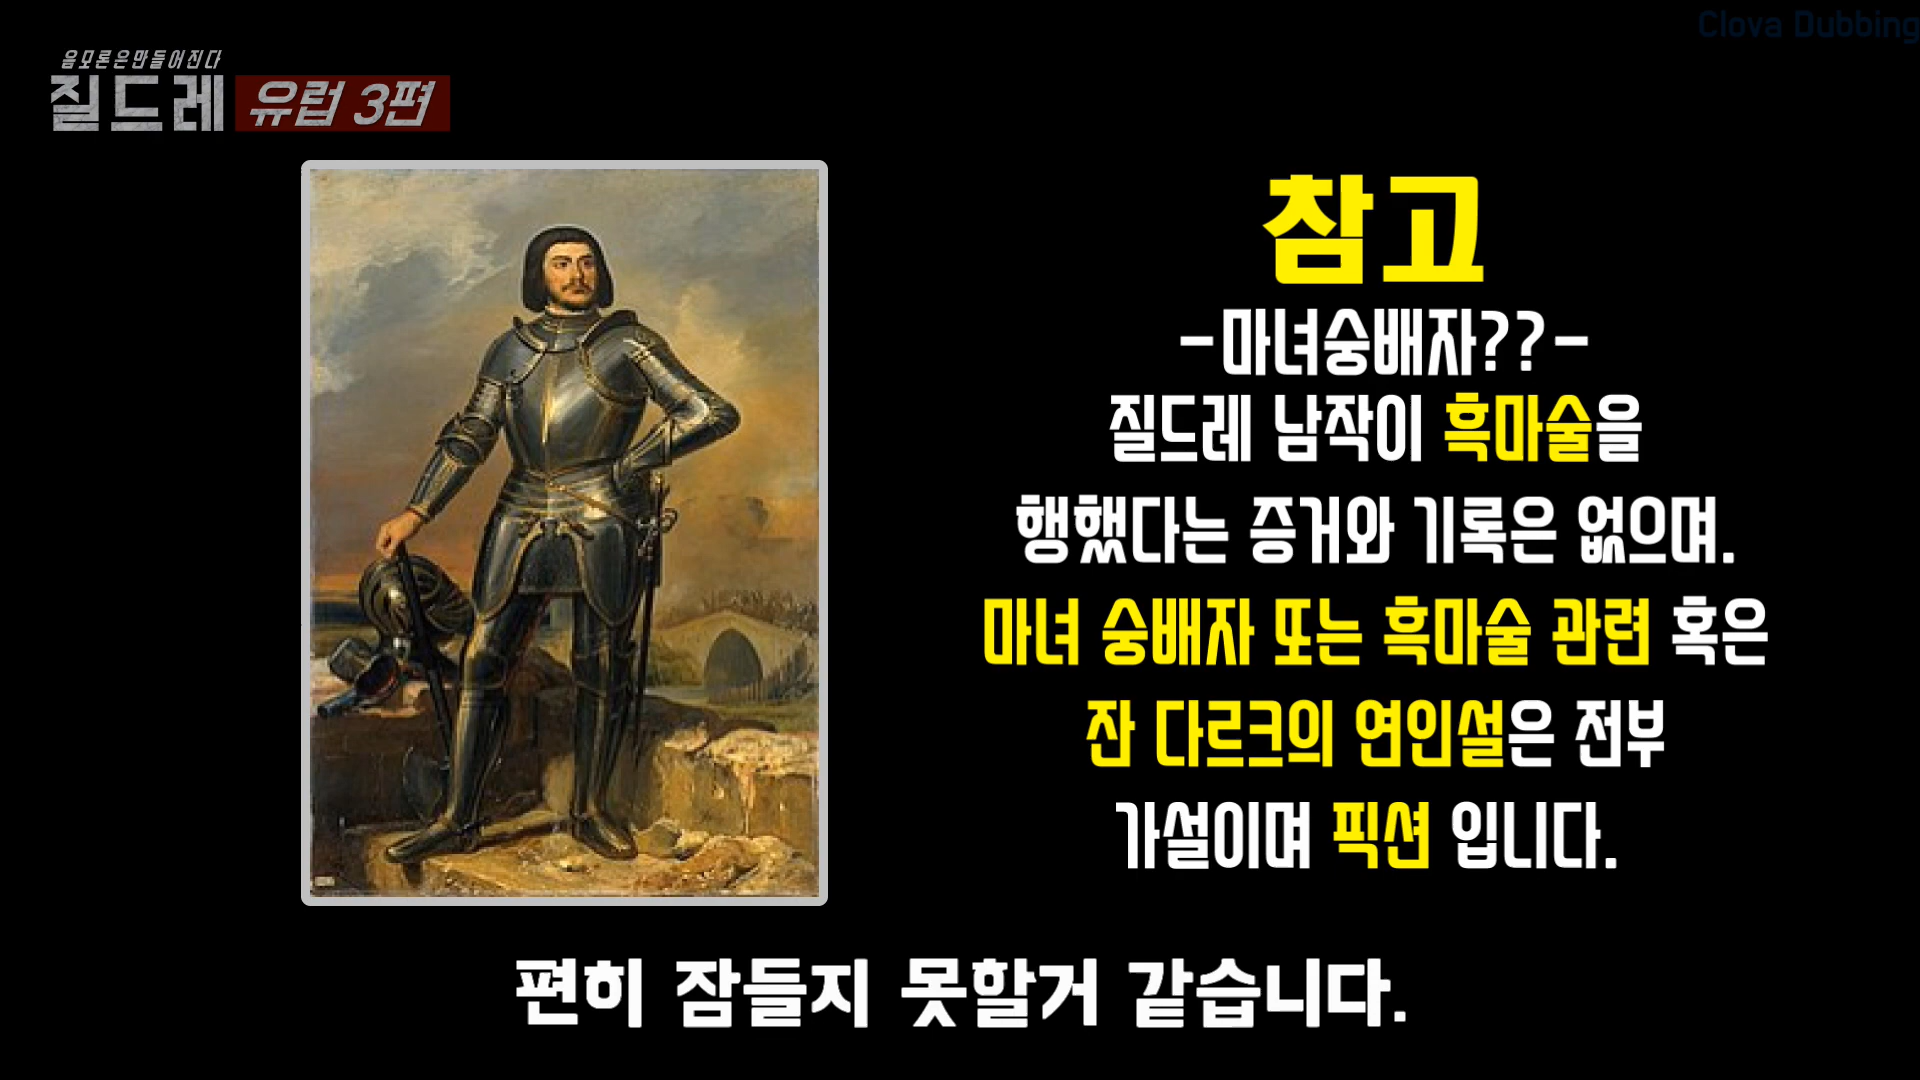 Clova Dubbing
음모론은만들어진다
질드레 유럽 3편
참고
-마녀숭배자??-
질드레 남작이 흑마술을
행했다는 증거와 기록은 없으며.
마녀 숭배자 또는 흑마술 관련 혹은
잔 다르크의 연인설은 전부
가설이며 픽션 입니다.
편히 잠들지 못할거 같습니다.